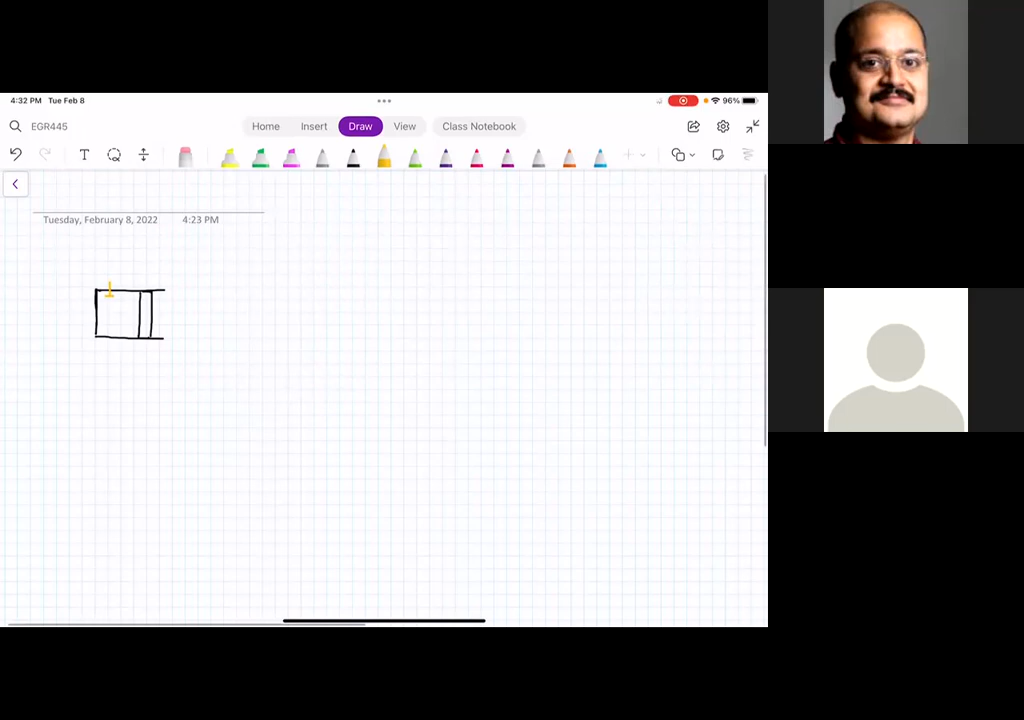 4:32 PM Tue Feb 8
96%
EGR445
Home Insert Draw View Class Notebook
T
Tuesday, February 8, 2022 4:23 PM